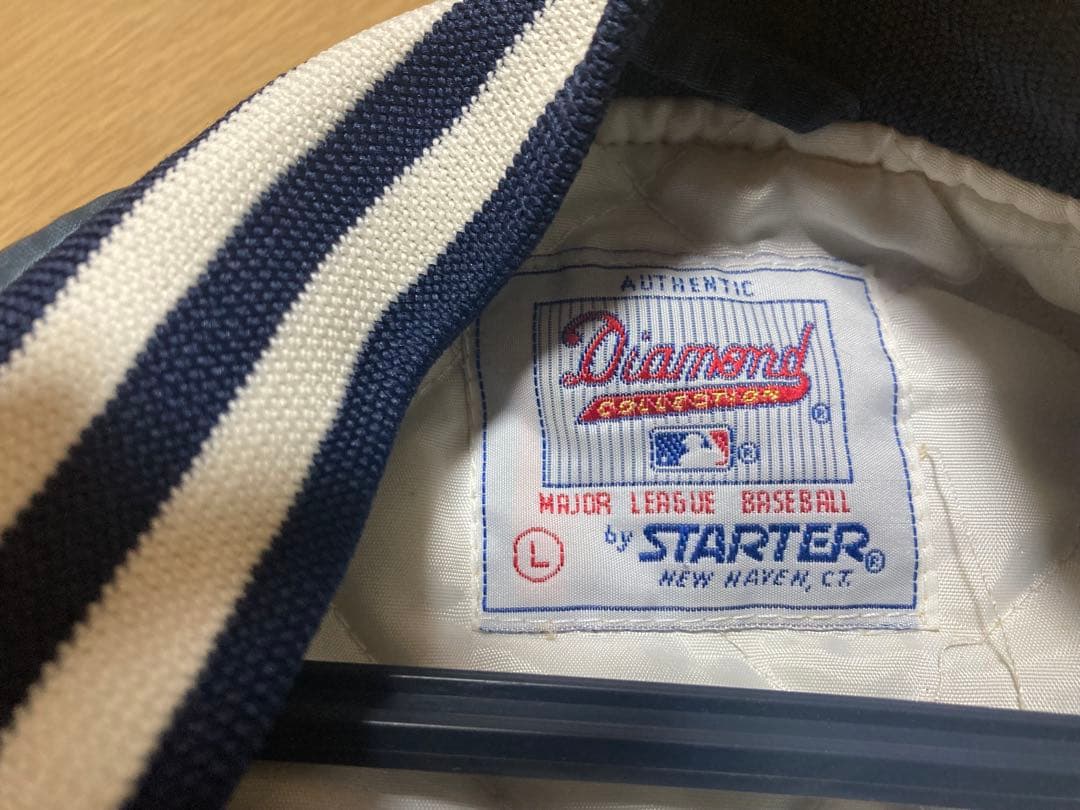 AUTHENTIC
Diamond
COLLECTION ®
®
MAJOR LEAGUE BASEBALL
L by STARTER®
NEW HAVEN, CT.